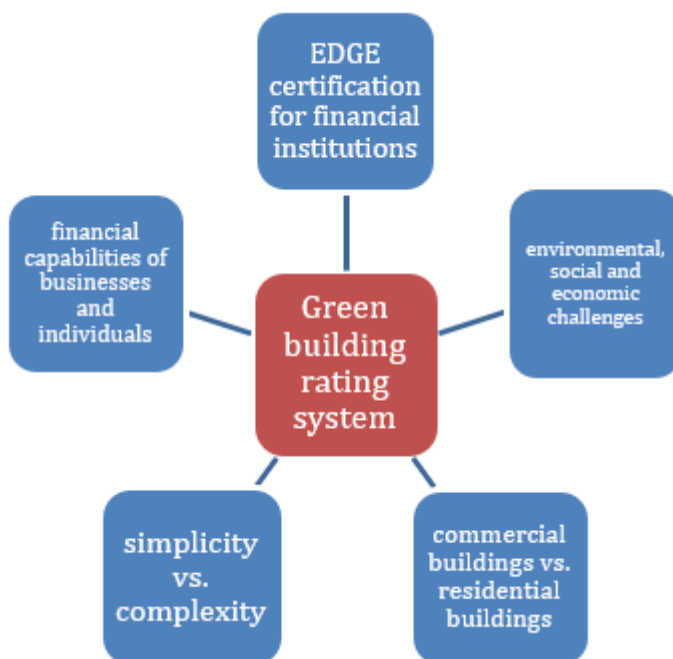 EDGE
certification
for financial
institutions
financial
capabilities of
businesses
and
individuals
environmental,
social and
economic
challenges
Green
building
rating
system
simplicity
vs.
complexity
commercial
buildings vs.
residential
buildings